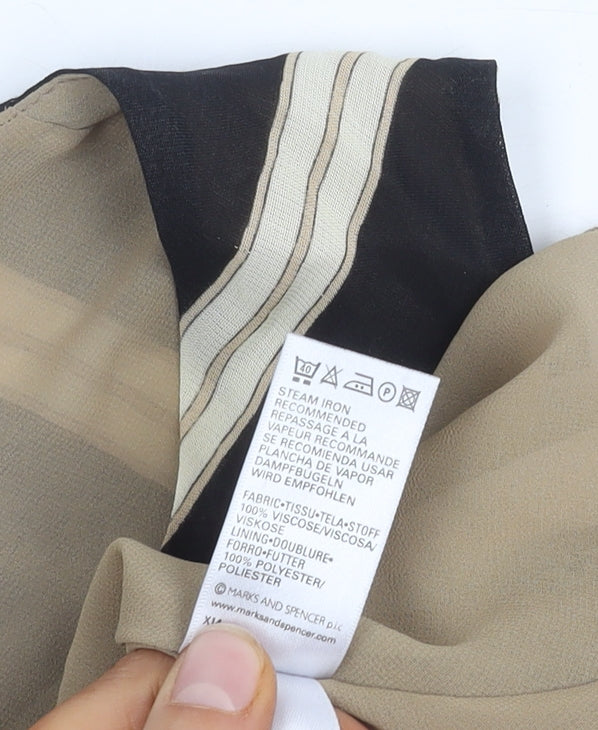 40 P
STEAM IRON
RECOMMENDED
REPASSAGE A LA
VAPEUR RECOMMANDE
SE RECOMIENDA USAR
PLANCHA DE VAPOR
DAMPFBÜGELN
WIRD EMPFOHLEN
FABRIC•TISSU•TELA•STOFF
100% VISCOSE/VISCOSA/
VISKOSE
LINING•DOUBLURE•
FORRO•FUTTER
100% POLYESTER/
POLIESTER
© MARKS AND SPENCER p.l.c
www.marksandspencer.com